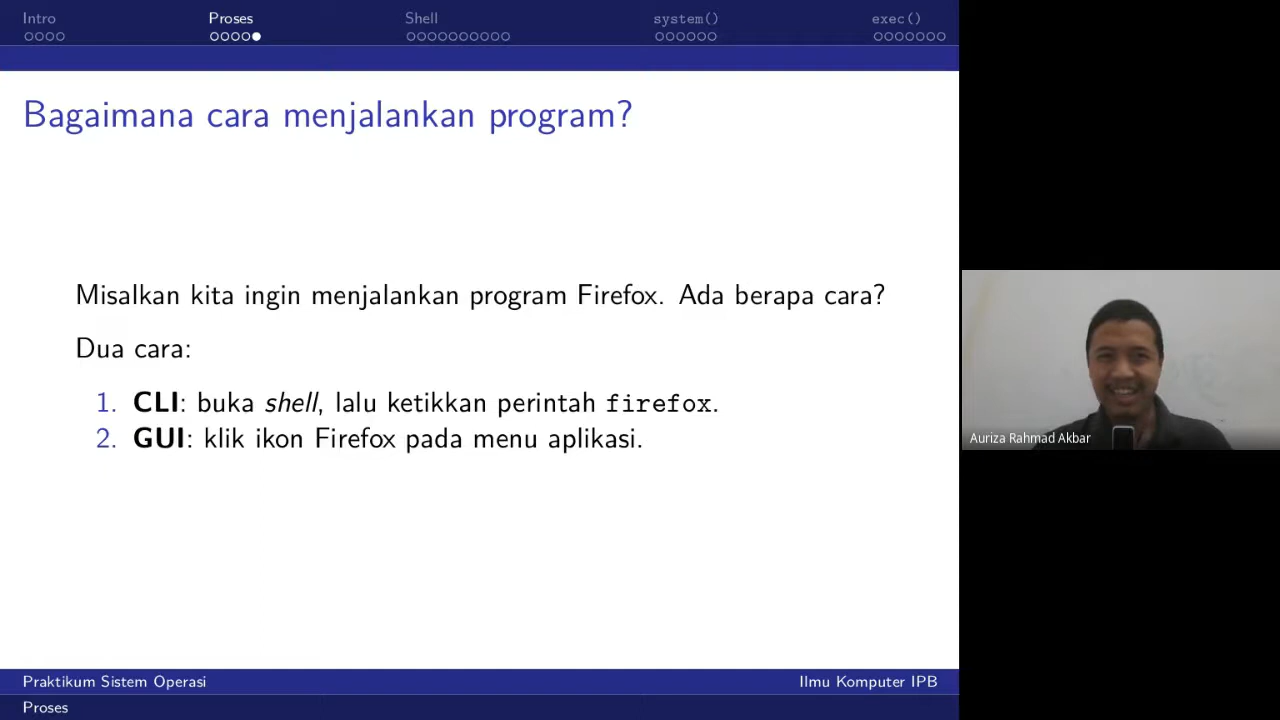 Intro
Proses
Shell
system()
exec()
Bagaimana cara menjalankan program?
Misalkan kita ingin menjalankan program Firefox. Ada berapa cara?
Dua cara:
1. CLI: buka shell, lalu ketikkan perintah firefox.
2. GUI: klik ikon Firefox pada menu aplikasi.
Auriza Rahmad Akbar
Praktikum Sistem Operasi
Ilmu Komputer IPB
Proses